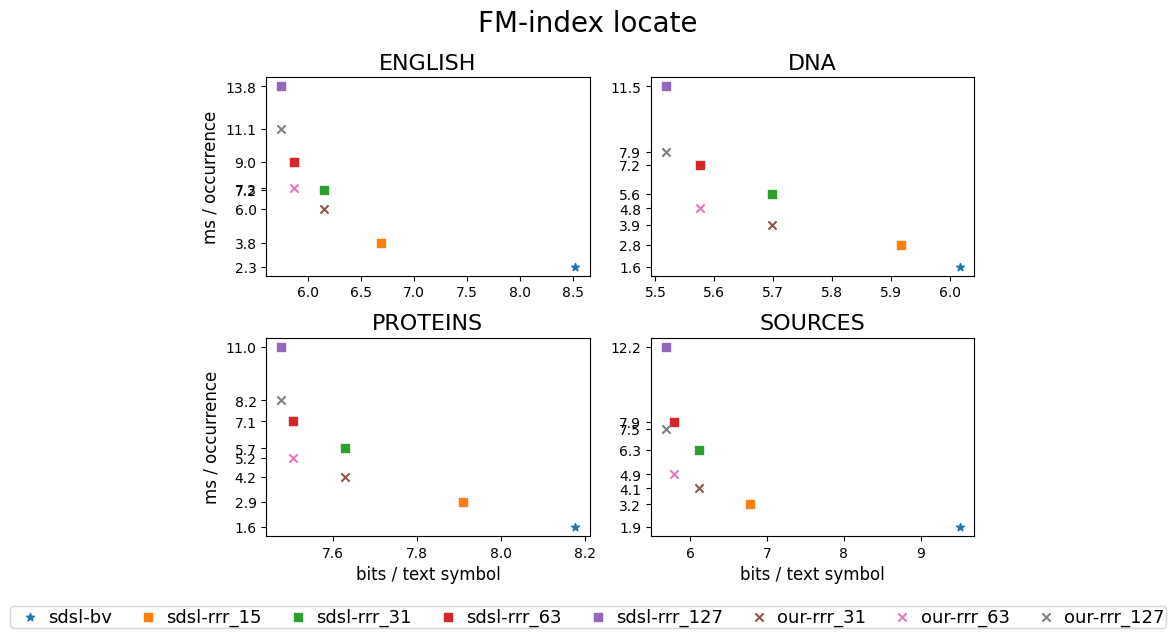 FM-index locate
ENGLISH
DNA
ms / occurrence
13.8
11.1
9.0
7.3
7.2
6.0
3.8
2.3
6.0 6.5 7.0 7.5 8.0 8.5
11.5
7.9
7.2
5.6
4.8
3.9
2.8
1.6
5.5 5.6 5.7 5.8 5.9 6.0
PROTEINS
SOURCES
ms / occurrence
11.0
8.2
7.1
5.7
5.2
4.2
2.9
1.6
7.6 7.8 8.0 8.2
bits / text symbol
12.2
7.9
7.5
6.3
4.9
4.1
3.2
1.9
6 7 8 9
bits / text symbol
sdsl-bv sdsl-rrr_15 sdsl-rrr_31 sdsl-rrr_63 sdsl-rrr_127 our-rrr_31 our-rrr_63 our-rrr_127